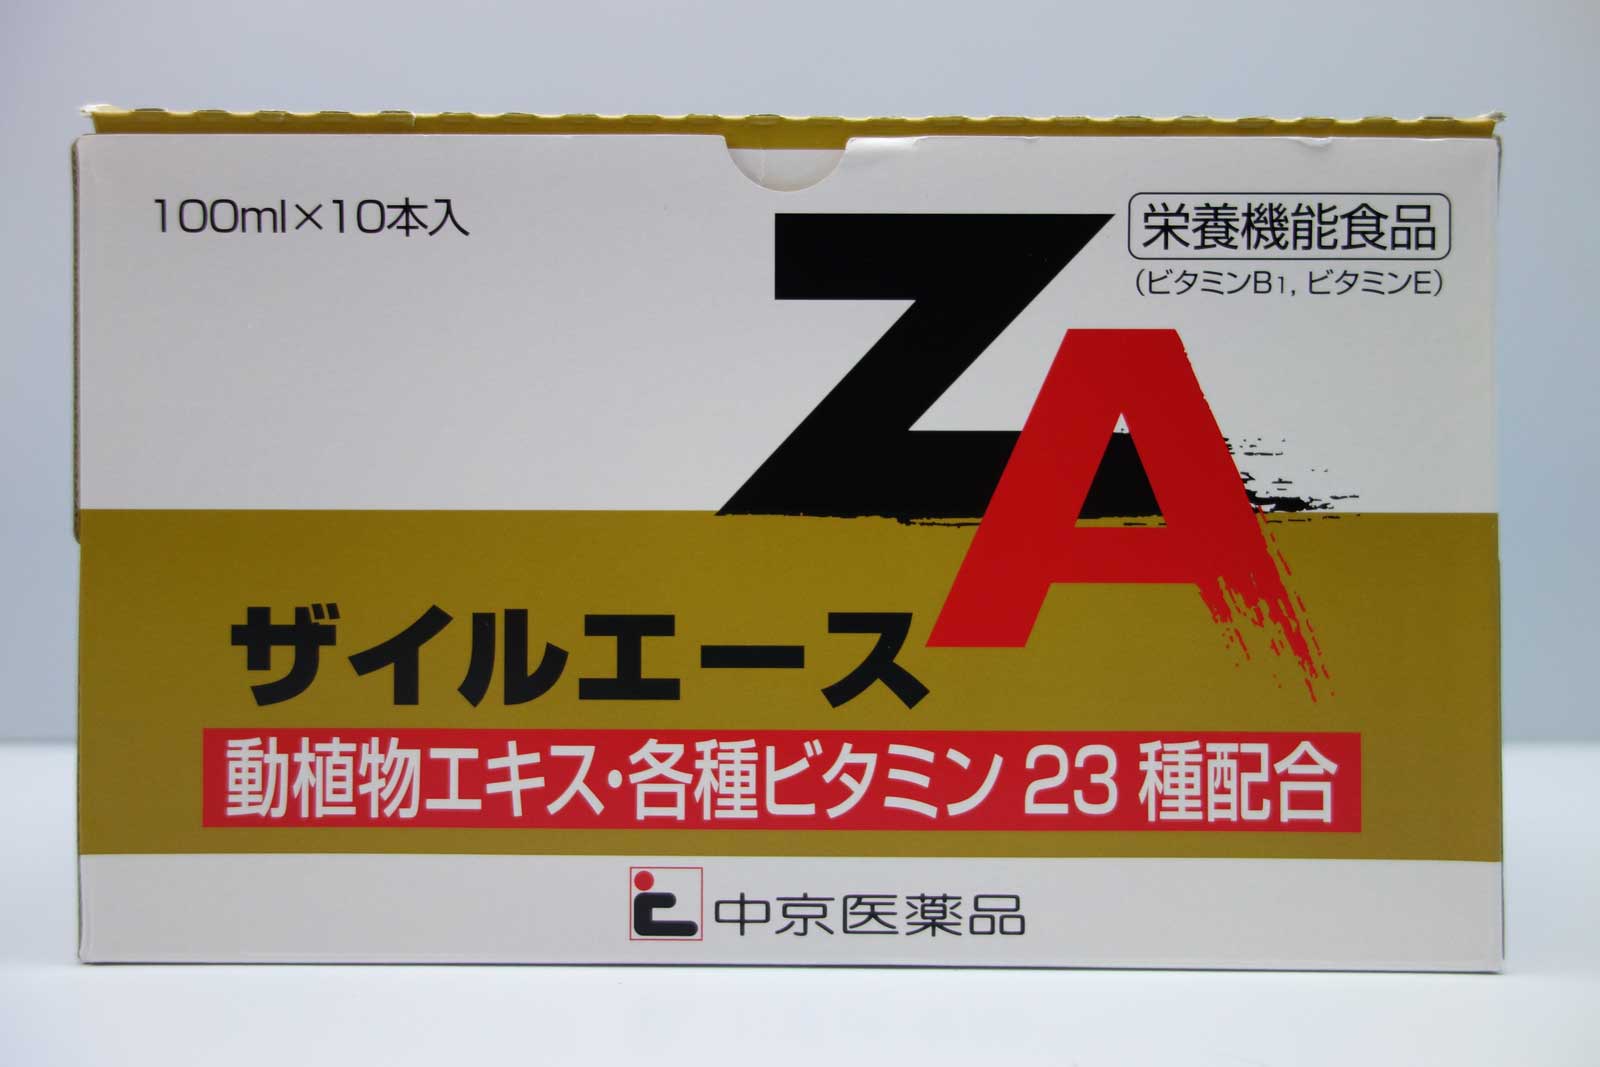 100ml×10本入
栄養機能食品
（ビタミンB1, ビタミンE）
ZA
ザイルエース
動植物エキス・各種ビタミン 23 種配合
中京医薬品